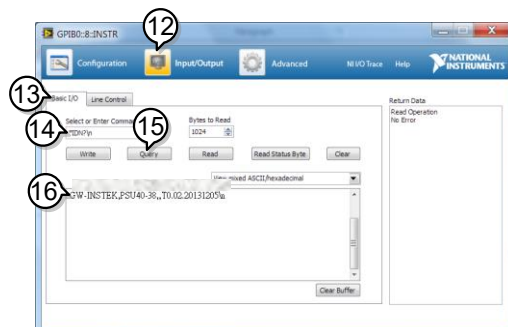 12
GPIB0::8::INSTR
Configuration Input/Output Advanced NI I/O Trace Help NATIONAL INSTRUMENTS
13
Basic I/O Line Control Return Data
Read Operation
No Error
14 Select or Enter Comma 15 Bytes to Read
*IDN?\n 1024
Write Query Read Read Status Byte Clear
View mixed ASCII/hexadecimal
16
GW-INSTEK,PSU40-38,,T0.02.20131205\n
Clear Buffer